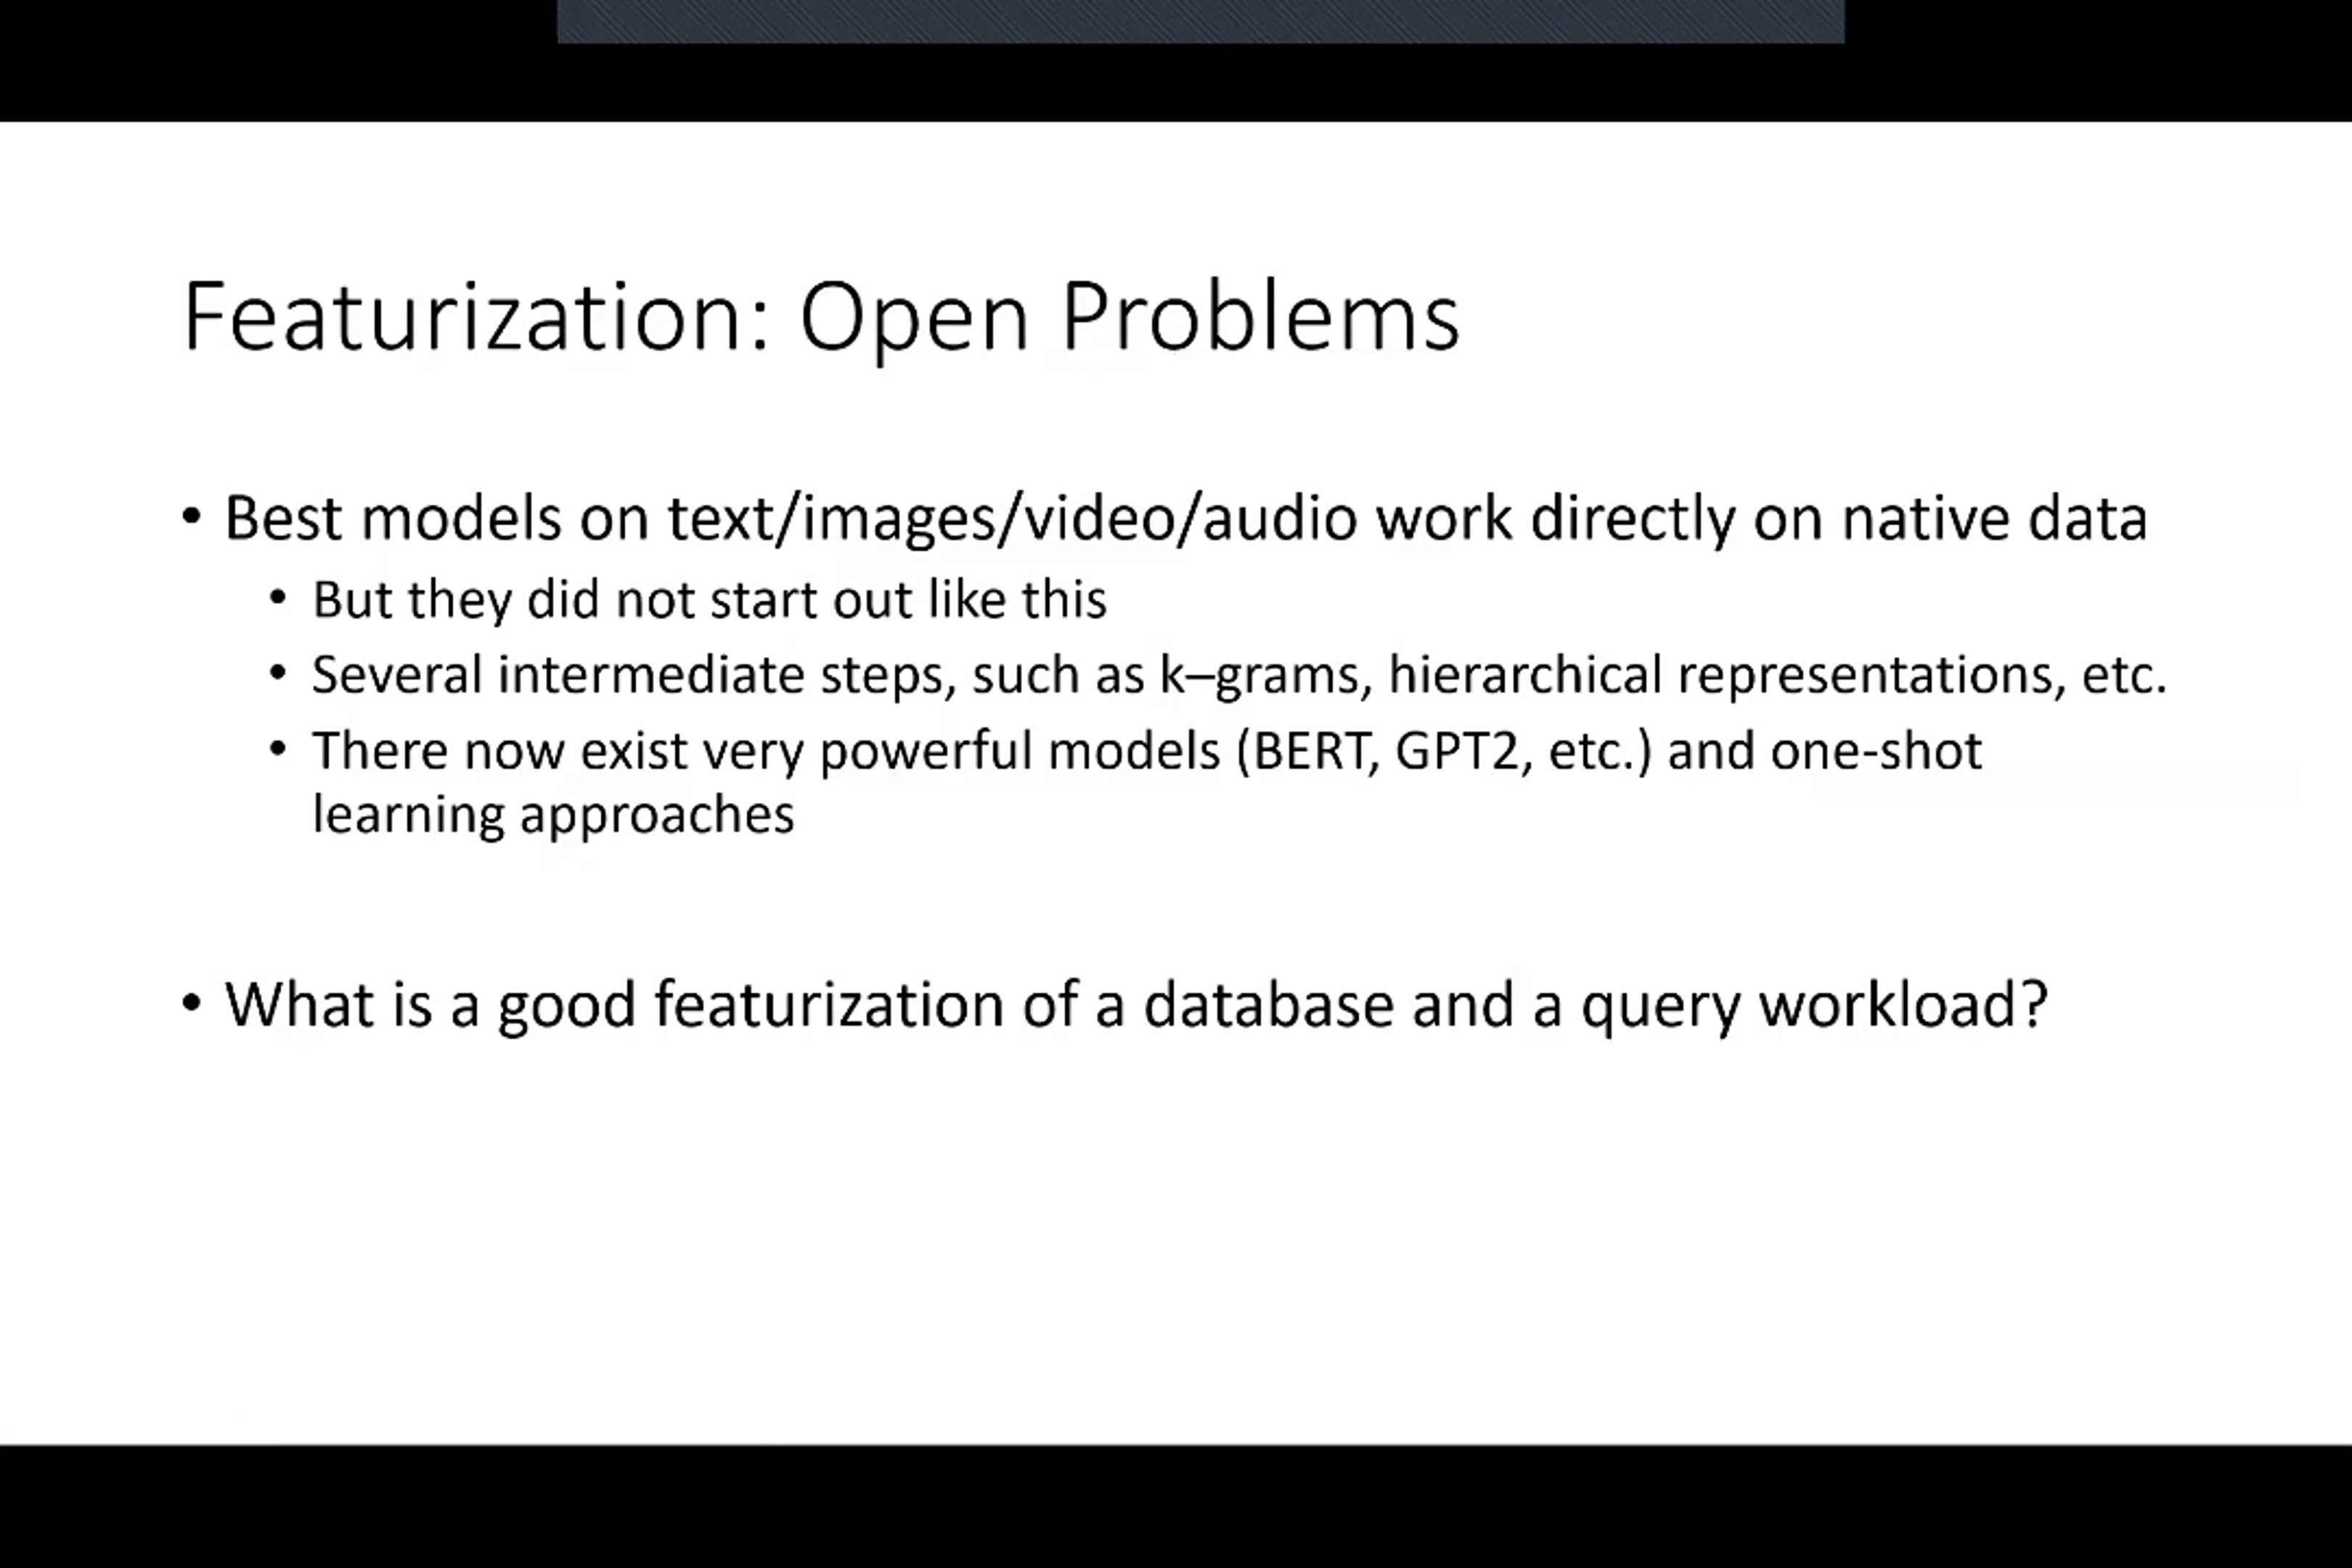 Featurization: Open Problems
• Best models on text/images/video/audio work directly on native data
• But they did not start out like this
• Several intermediate steps, such as k–grams, hierarchical representations, etc.
• There now exist very powerful models (BERT, GPT2, etc.) and one-shot
learning approaches
• What is a good featurization of a database and a query workload?